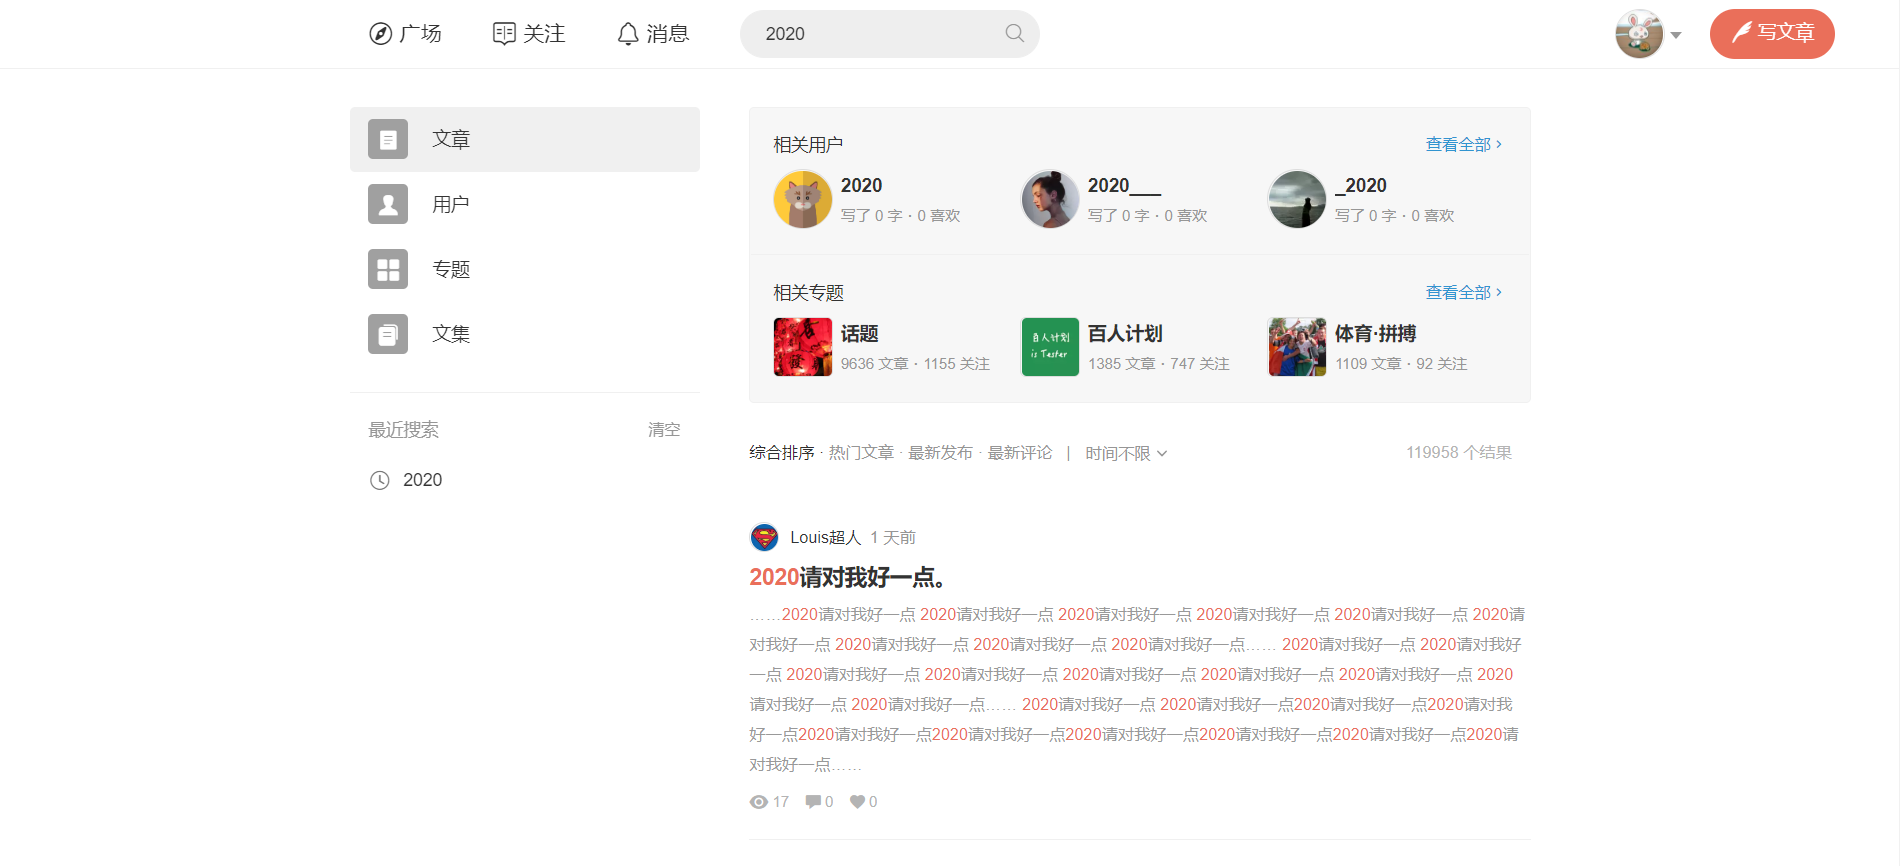 广场 关注 消息 2020 写文章
文章
用户
专题
文集
最近搜索 清空
2020
相关用户 查看全部
2020 2020___ _2020
写了 0 字 · 0 喜欢 写了 0 字 · 0 喜欢 写了 0 字 · 0 喜欢
相关专题 查看全部
话题 百人计划 体育·拼搏
百人计划
is Tester
9636 文章 · 1155 关注 1385 文章 · 747 关注 1109 文章 · 92 关注
综合排序 · 热门文章 · 最新发布 · 最新评论 | 时间不限 119958 个结果
Louis超人 1 天前
2020请对我好一点。
……2020请对我好一点 2020请对我好一点 2020请对我好一点 2020请对我好一点 2020请对我好一点 2020请
对我好一点 2020请对我好一点 2020请对我好一点 2020请对我好一点…… 2020请对我好一点 2020请对我好
一点 2020请对我好一点 2020请对我好一点 2020请对我好一点 2020请对我好一点 2020请对我好一点 2020
请对我好一点 2020请对我好一点…… 2020请对我好一点 2020请对我好一点2020请对我好一点2020请对我
好一点2020请对我好一点2020请对我好一点2020请对我好一点2020请对我好一点2020请对我好一点2020请
对我好一点……
17 0 0